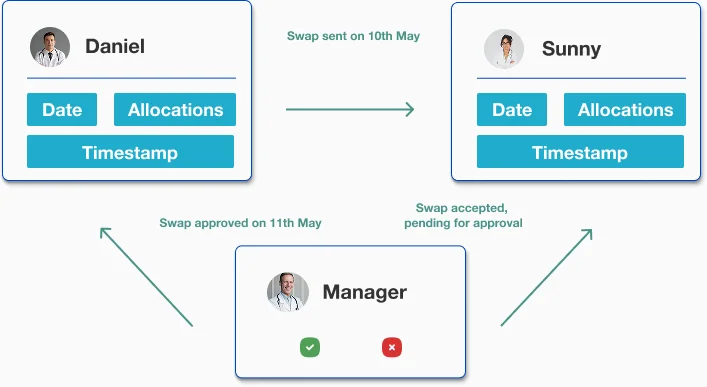 Daniel
Swap sent on 10th May
Sunny
Date
Allocations
Timestamp
Date
Allocations
Timestamp
Swap approved on 11th May
Swap accepted,
pending for approval
Manager